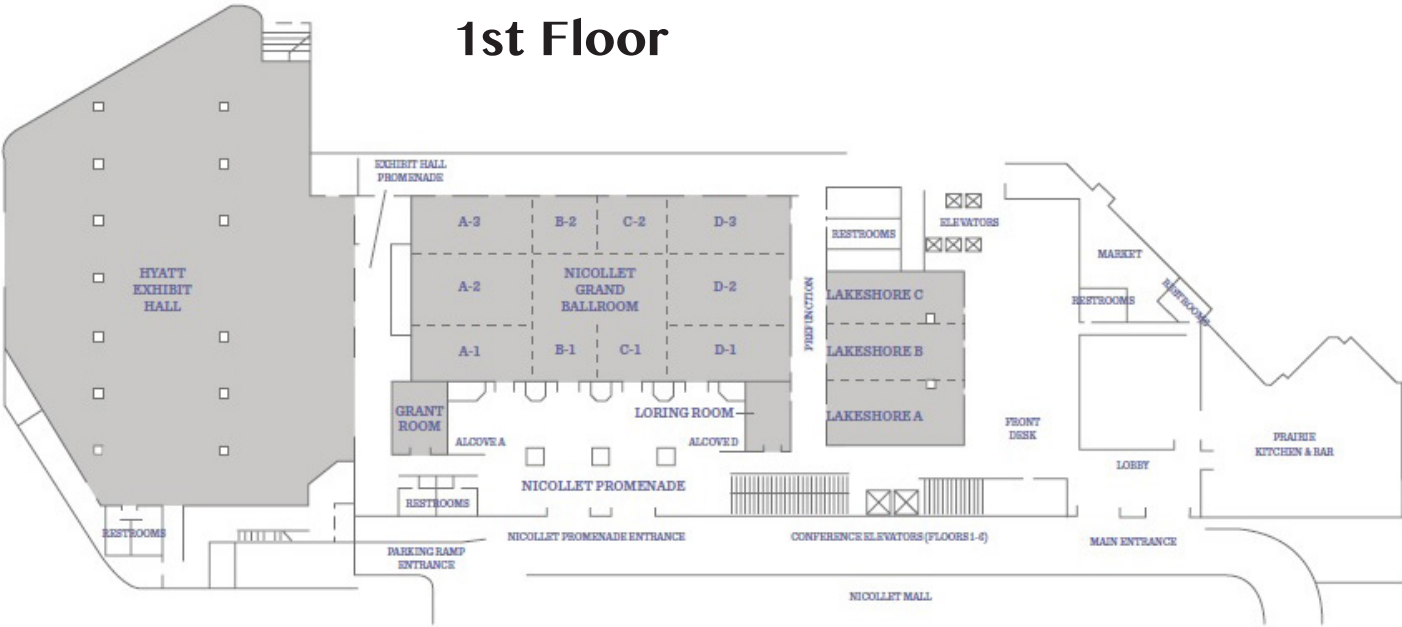 1st Floor
EXHIBIT HALL
PROMENADE
A-3
B-2
C-2
D-3
RESTROOMS
ELEVATORS
MARKET
HYATT
EXHIBIT
HALL
A-2
NICOLLET
GRAND
BALLROOM
D-2
PREFUNCTION
LAKESHORE C
RESTROOMS
RESTROOMS
A-1
B-1
C-1
D-1
LAKESHORE B
GRANT
ROOM
LORING ROOM
LAKESHORE A
ALCOVE A
ALCOVE D
FRONT
DESK
PRAIRIE
KITCHEN & BAR
LOBBY
NICOLLET PROMENADE
RESTROOMS
RESTROOMS
NICOLLET PROMENADE ENTRANCE
CONFERENCE ELEVATORS (FLOORS 1-6)
MAIN ENTRANCE
PARKING RAMP
ENTRANCE
NICOLLET MALL